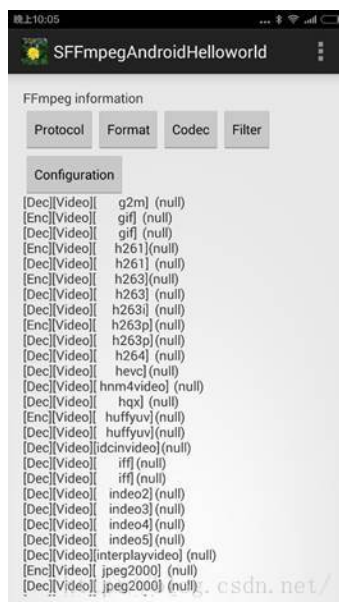 晚上10:05
SFFmpegAndroidHelloworld
FFmpeg information
Protocol Format Codec Filter
Configuration
[Dec][Video][ g2m] (null)
[Enc][Video][ gif] (null)
[Dec][Video][ gif] (null)
[Enc][Video][ h261](null)
[Dec][Video][ h261] (null)
[Enc][Video][ h263](null)
[Dec][Video][ h263] (null)
[Dec][Video][ h263i] (null)
[Enc][Video][ h263p](null)
[Dec][Video][ h263p](null)
[Dec][Video][ h264] (null)
[Dec][Video][ hevc](null)
[Dec][Video][ hnm4video] (null)
[Dec][Video][ hqx] (null)
[Enc][Video][ huffyuv](null)
[Dec][Video][ huffyuv](null)
[Dec][Video][idcinvideo](null)
[Dec][Video][ iff](null)
[Dec][Video][ iff](null)
[Dec][Video][ indeo2](null)
[Dec][Video][ indeo3](null)
[Dec][Video][ indeo4](null)
[Dec][Video][ indeo5](null)
[Dec][Video][interplayvideo] (null)
[Enc][Video][ jpeg2000] (null)
[Dec][Video][ jpeg2000] (null)
csdn.net/